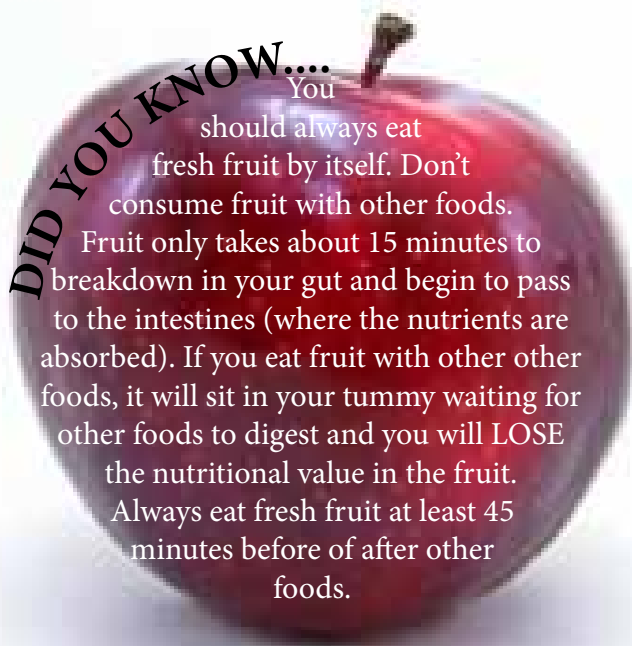 DID YOU KNOW....
You
should always eat
fresh fruit by itself. Don't
consume fruit with other foods.
Fruit only takes about 15 minutes to
breakdown in your gut and begin to pass
to the intestines (where the nutrients are
absorbed). If you eat fruit with other other
foods, it will sit in your tummy waiting for
other foods to digest and you will LOSE
the nutritional value in the fruit.
Always eat fresh fruit at least 45
minutes before of after other
foods.